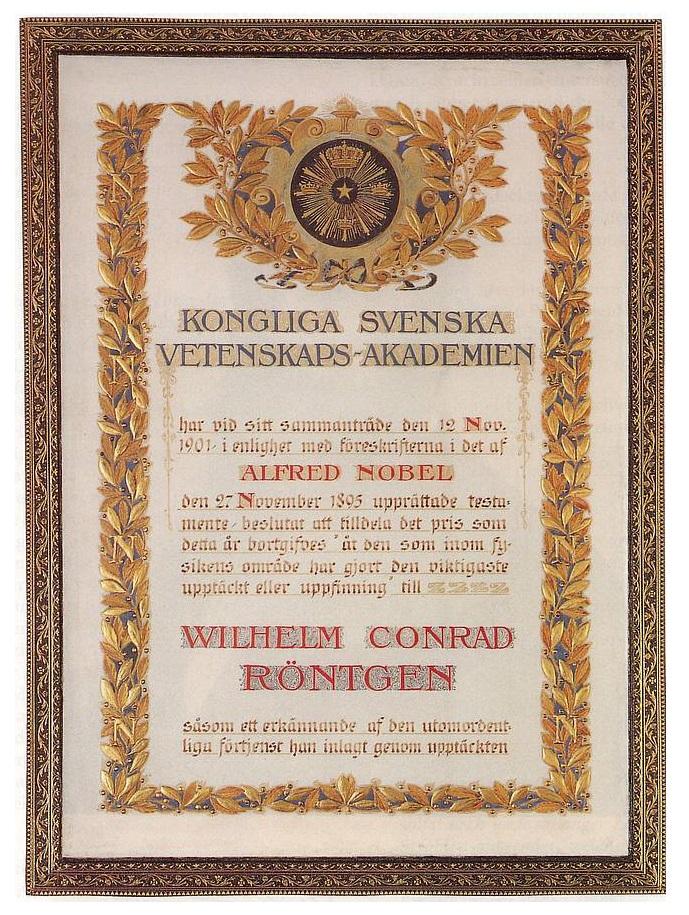 KONGLIGA SVENSKA
VETENSKAPS-AKADEMIEN
har vid sitt sammanträde den 12 Nov.
1901, i enlighet med föreskrifterna i det af
ALFRED NOBEL
den 27 November 1895 upprättade testa-
mente, beslutat att tilldela det pris som
detta år bortgifves "åt den som inom fy-
sikens område har gjort den viktigaste
upptäckt eller uppfinning" till
WILHELM CONRAD
RÖNTGEN
såsom ett erkännande af den utomordent-
liga förtjenst han inlagt genom upptäckten